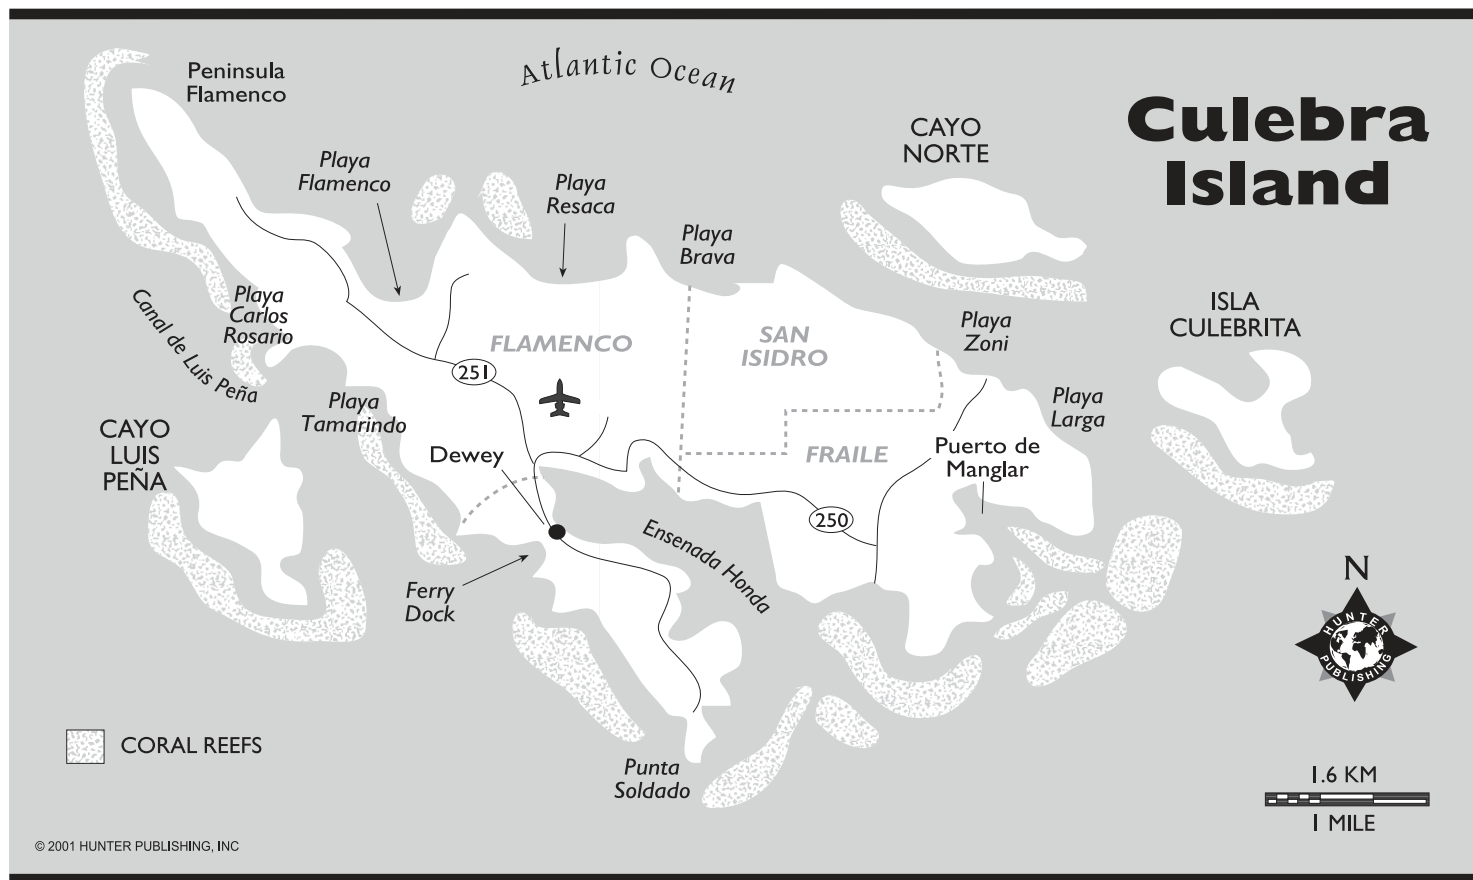 Atlantic Ocean
Culebra
Island
Peninsula
Flamenco
CAYO
NORTE
Playa
Flamenco
Playa
Resaca
Playa
Brava
Canal de Luis Peña
Playa
Carlos
Rosario
ISLA
CULEBRITA
Playa
Zoni
FLAMENCO
SAN
ISIDRO
251
Playa
Tamarindo
Playa
Larga
CAYO
LUIS
PEÑA
Dewey
FRAILE
Puerto de
Manglar
250
Ensenada Honda
Ferry
Dock
N
HUNTER
PUBLISHING
CORAL REEFS
Punta
Soldado
1.6 KM
1 MILE
© 2001 HUNTER PUBLISHING, INC